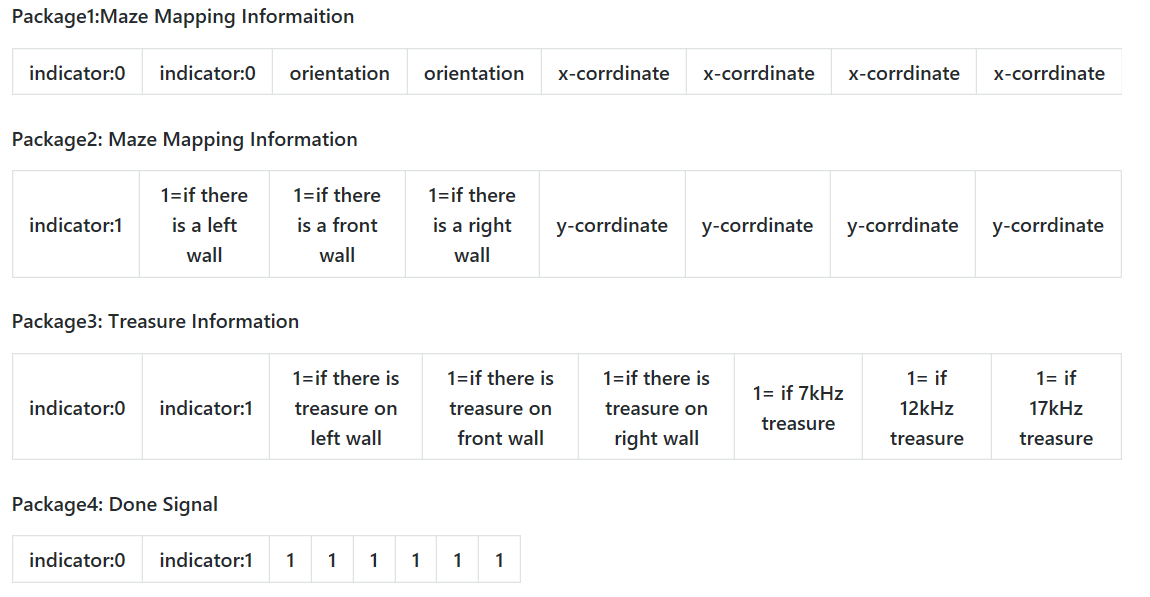 Package1:Maze Mapping Informaition
indicator:0 indicator:0 orientation orientation x-corrdinate x-corrdinate x-corrdinate x-corrdinate
Package2: Maze Mapping Information
indicator:1 1=if there is a left wall 1=if there is a front wall 1=if there is a right wall y-corrdinate y-corrdinate y-corrdinate y-corrdinate
Package3: Treasure Information
indicator:0 indicator:1 1=if there is treasure on left wall 1=if there is treasure on front wall 1=if there is treasure on right wall 1= if 7kHz treasure 1= if 12kHz treasure 1= if 17kHz treasure
Package4: Done Signal
indicator:0 indicator:1 1 1 1 1 1 1